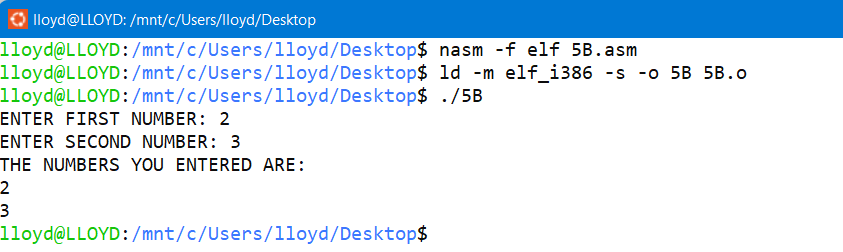 lloyd@LLOYD: /mnt/c/Users/lloyd/Desktop
lloyd@LLOYD:/mnt/c/Users/lloyd/Desktop$ nasm -f elf 5B.asm
lloyd@LLOYD:/mnt/c/Users/lloyd/Desktop$ ld -m elf_i386 -s -o 5B 5B.o
lloyd@LLOYD:/mnt/c/Users/lloyd/Desktop$ ./5B
ENTER FIRST NUMBER: 2
ENTER SECOND NUMBER: 3
THE NUMBERS YOU ENTERED ARE:
2
3
lloyd@LLOYD:/mnt/c/Users/lloyd/Desktop$